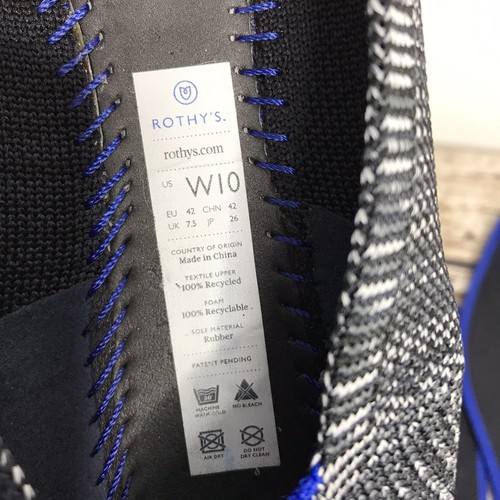 ROTHY'S.
rothys.com
US W10
EU 42 CHN 42
UK 7.5 JP 26
COUNTRY OF ORIGIN
Made in China
TEXTILE UPPER
100% Recycled
FOAM
100% Recyclable
SOLE MATERIAL
Rubber
PATENT PENDING
MACHINE WASH COLD
NO BLEACH
AIR DRY
DO NOT DRY CLEAN